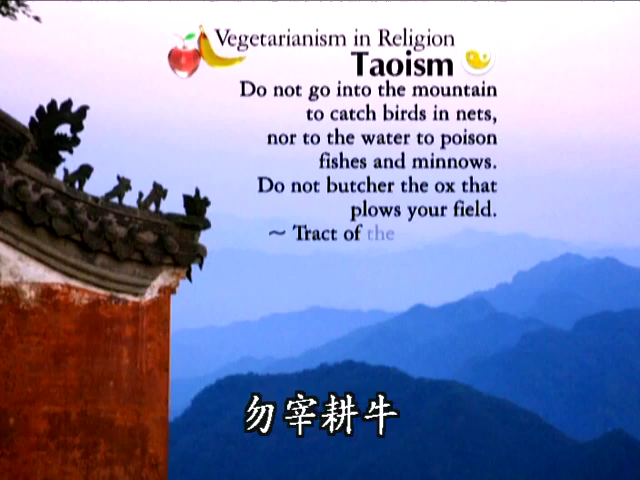 Vegetarianism in Religion
Taoism
Do not go into the mountain
to catch birds in nets,
nor to the water to poison
fishes and minnows.
Do not butcher the ox that
plows your field.
~ Tract of the
勿宰耕牛